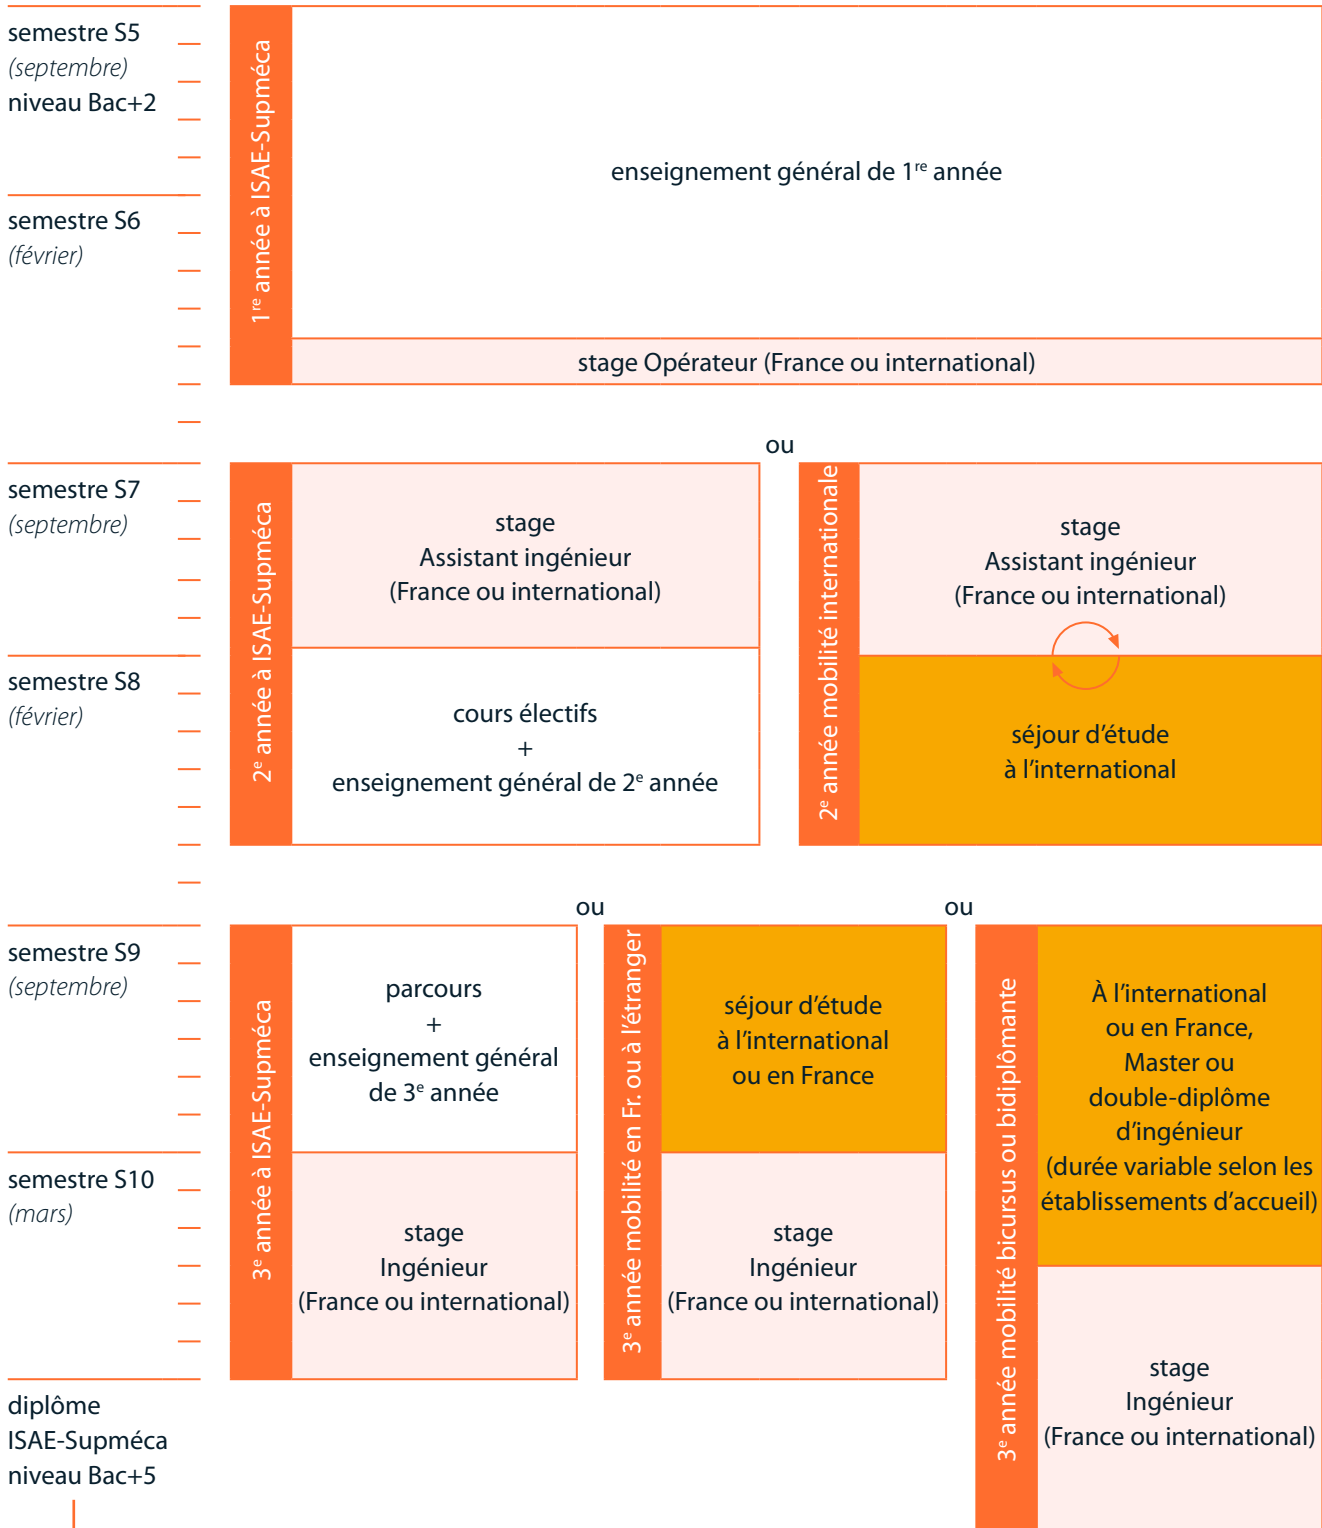 semestre S5
(septembre)
niveau Bac+2
semestre S6
(février)
1re année à ISAE-Supméca
enseignement général de 1re année
stage Opérateur (France ou international)
ou
semestre S7
(septembre)
semestre S8
(février)
2e année à ISAE-Supméca
stage
Assistant ingénieur
(France ou international)
cours électifs
+
enseignement général de 2e année
2e année mobilité internationale
stage
Assistant ingénieur
(France ou international)
séjour d’étude
à l’international
ou
ou
semestre S9
(septembre)
semestre S10
(mars)
3e année à ISAE-Supméca
parcours
+
enseignement général
de 3e année
stage
Ingénieur
(France ou international)
3e année mobilité en Fr. ou à l’étranger
séjour d’étude
à l’international
ou en France
stage
Ingénieur
(France ou international)
3e année mobilité bicursus ou bidiplômante
À l’international
ou en France,
Master ou
double-diplôme
d’ingénieur
(durée variable selon les
établissements d’accueil)
stage
Ingénieur
(France ou international)
diplôme
ISAE-Supméca
niveau Bac+5